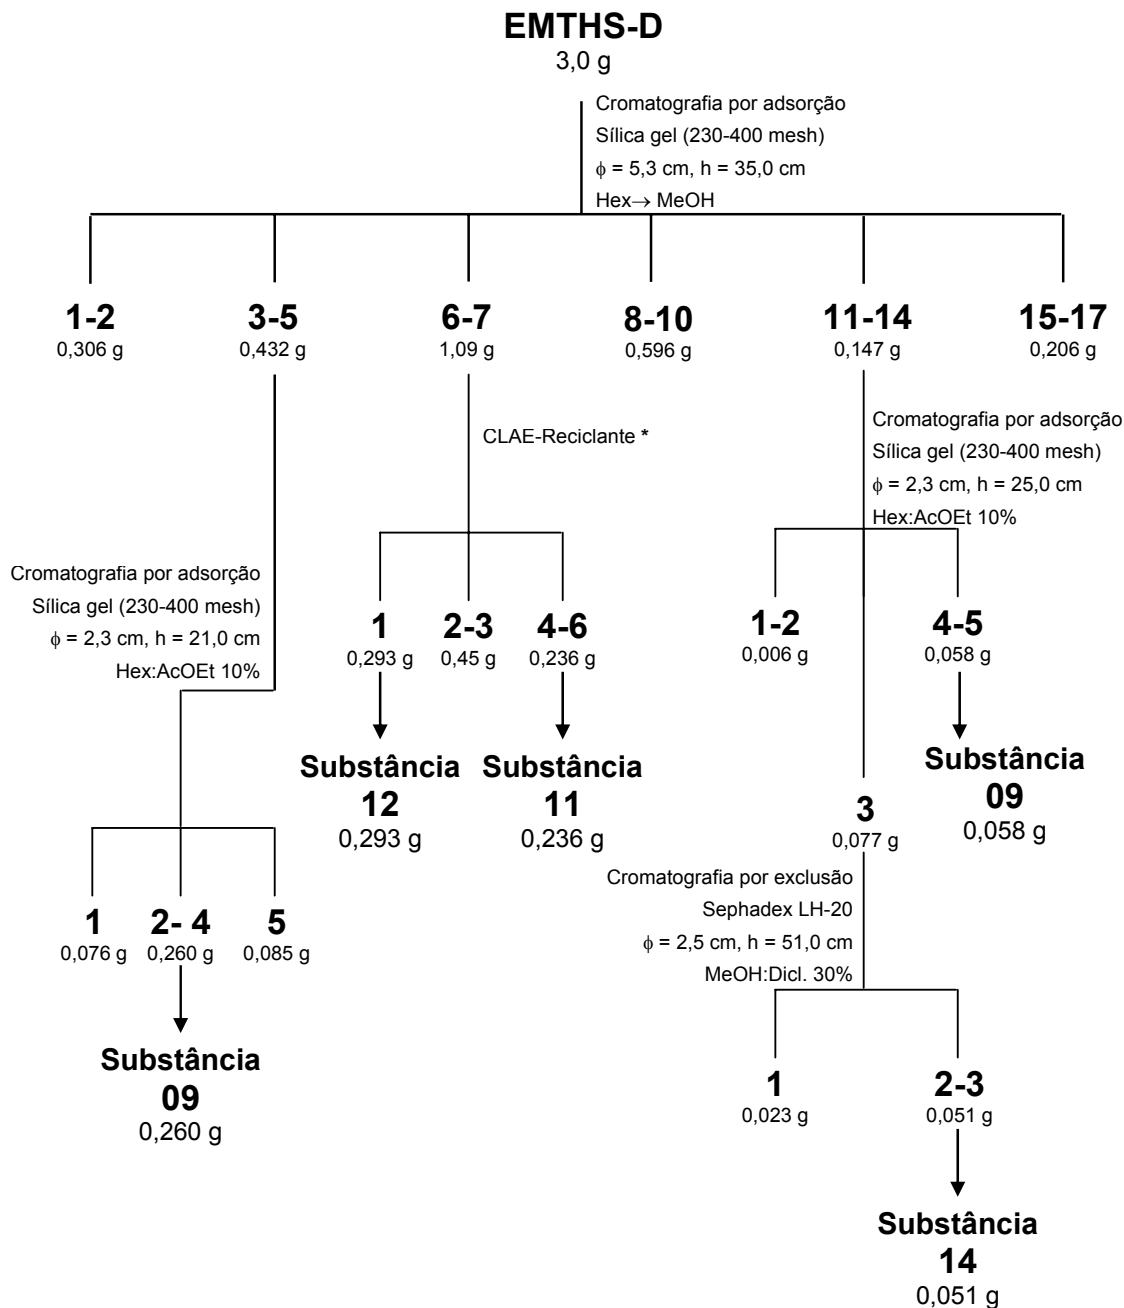 EMTHS-D
3,0 g
Cromatografia por adsorção
Sílica gel (230-400 mesh)
ϕ = 5,3 cm, h = 35,0 cm
Hex→ MeOH
1-2
0,306 g
3-5
0,432 g
6-7
1,09 g
8-10
0,596 g
11-14
0,147 g
15-17
0,206 g
Cromatografia por adsorção
Sílica gel (230-400 mesh)
ϕ = 2,3 cm, h = 21,0 cm
Hex:AcOEt 10%
1
0,076 g
2- 4
0,260 g
5
0,085 g
Substância
09
0,260 g
CLAE-Reciclante *
1
0,293 g
2-3
0,45 g
4-6
0,236 g
Substância
12
0,293 g
Substância
11
0,236 g
Cromatografia por adsorção
Sílica gel (230-400 mesh)
ϕ = 2,3 cm, h = 25,0 cm
Hex:AcOEt 10%
1-2
0,006 g
4-5
0,058 g
Substância
09
0,058 g
3
0,077 g
Cromatografia por exclusão
Sephadex LH-20
ϕ = 2,5 cm, h = 51,0 cm
MeOH:Dicl. 30%
1
0,023 g
2-3
0,051 g
Substância
14
0,051 g